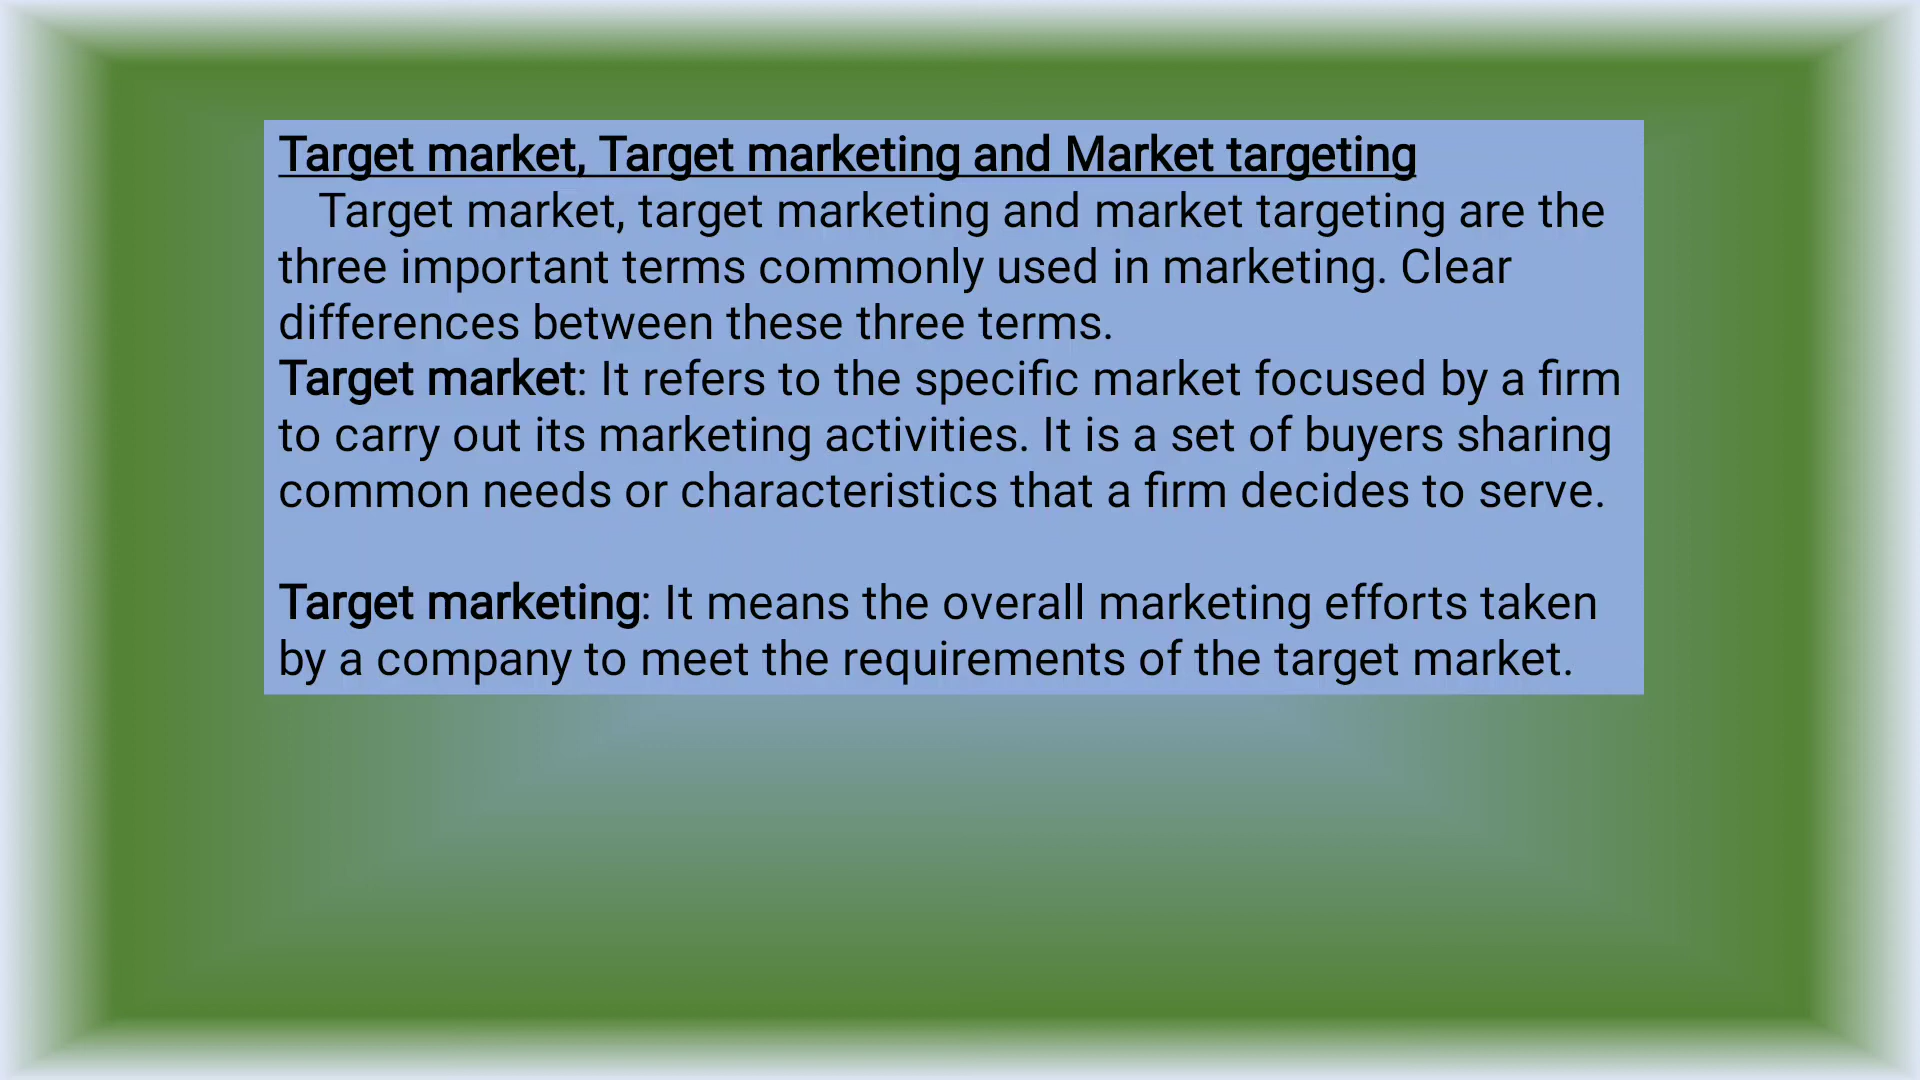 Target market, Target marketing and Market targeting
Target market, target marketing and market targeting are the
three important terms commonly used in marketing. Clear
differences between these three terms.
Target market: It refers to the specific market focused by a firm
to carry out its marketing activities. It is a set of buyers sharing
common needs or characteristics that a firm decides to serve.
Target marketing: It means the overall marketing efforts taken
by a company to meet the requirements of the target market.